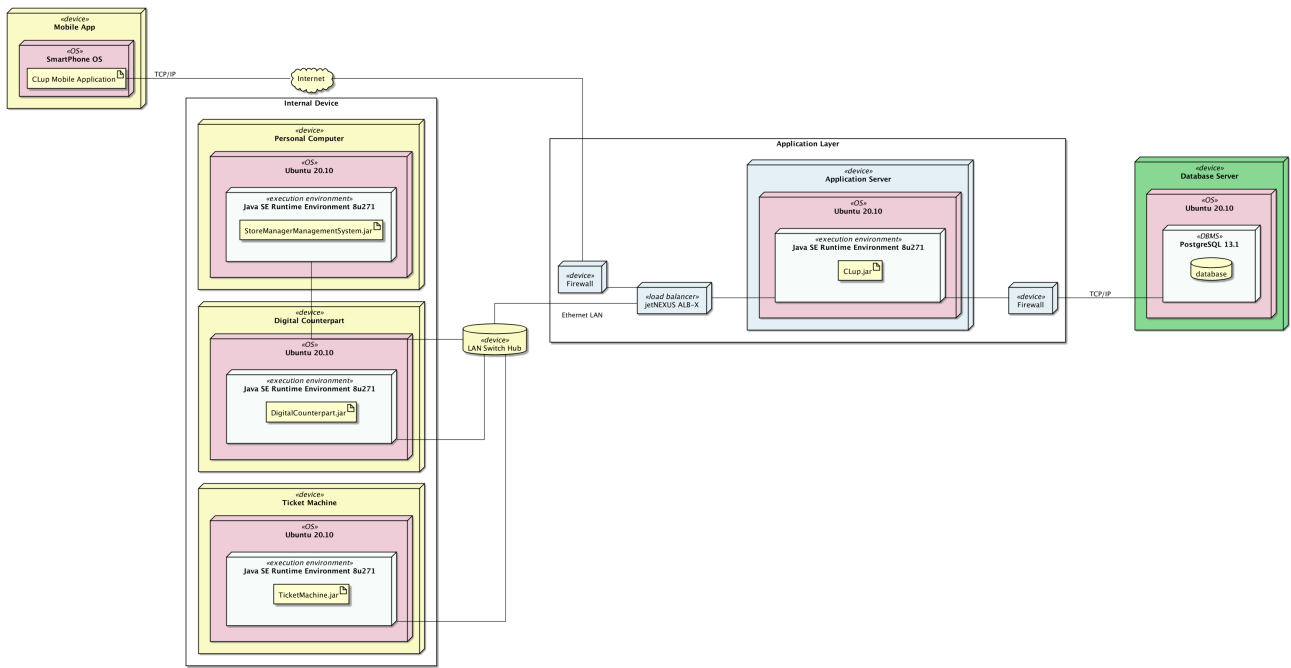 «device»
Mobile App
«OS»
SmartPhone OS
CLup Mobile Application
TCP/IP
Internet
Internal Device
«device»
Personal Computer
«OS»
Ubuntu 20.10
«execution environment»
Java SE Runtime Environment 8u271
StoreManagerManagementSystem.jar
«device»
Digital Counterpart
«OS»
Ubuntu 20.10
«execution environment»
Java SE Runtime Environment 8u271
DigitalCounterpart.jar
«device»
Ticket Machine
«OS»
Ubuntu 20.10
«execution environment»
Java SE Runtime Environment 8u271
TicketMachine.jar
«device»
LAN Switch Hub
Application Layer
«device»
Firewall
Ethernet LAN
«load balancer»
jetNEXUS ALB-X
«device»
Application Server
«OS»
Ubuntu 20.10
«execution environment»
Java SE Runtime Environment 8u271
CLup.jar
«device»
Firewall
TCP/IP
«device»
Database Server
«OS»
Ubuntu 20.10
«DBMS»
PostgreSQL 13.1
database